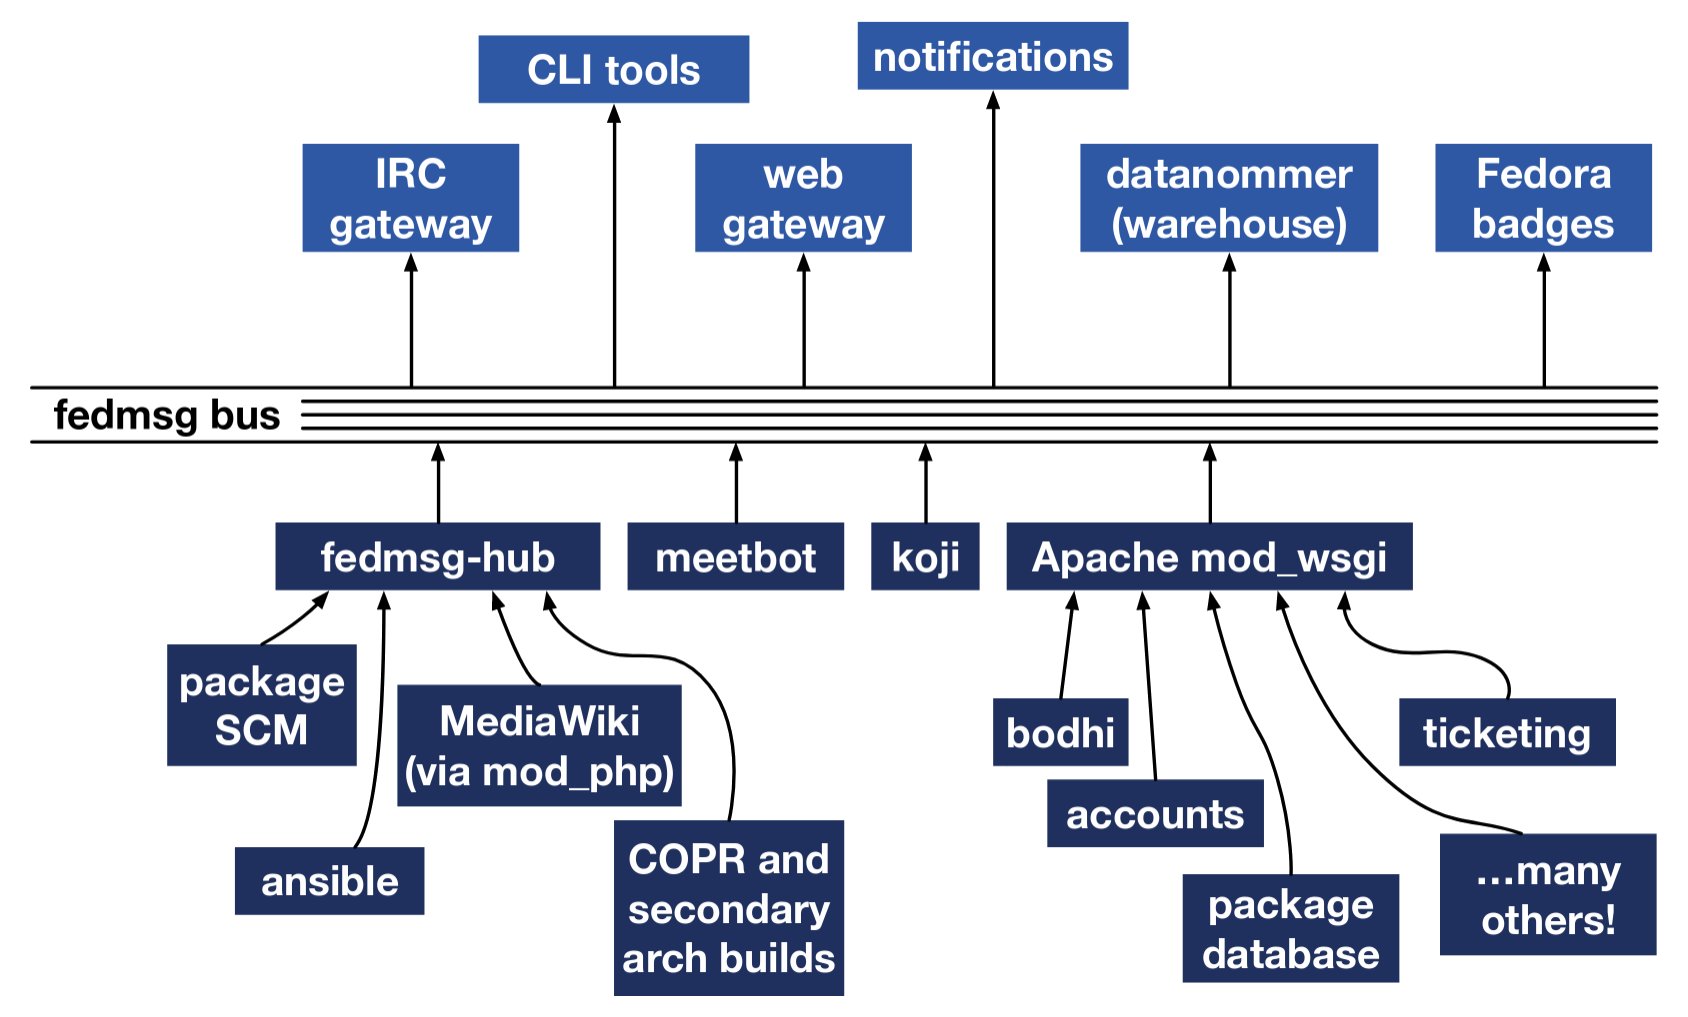 CLI tools
notifications
IRC
gateway
web
gateway
datanommer
(warehouse)
Fedora
badges
fedmsg bus
fedmsg-hub
meetbot
koji
Apache mod_wsgi
package
SCM
MediaWiki
(via mod_php)
ansible
COPR and
secondary
arch builds
bodhi
accounts
package
database
ticketing
...many
others!